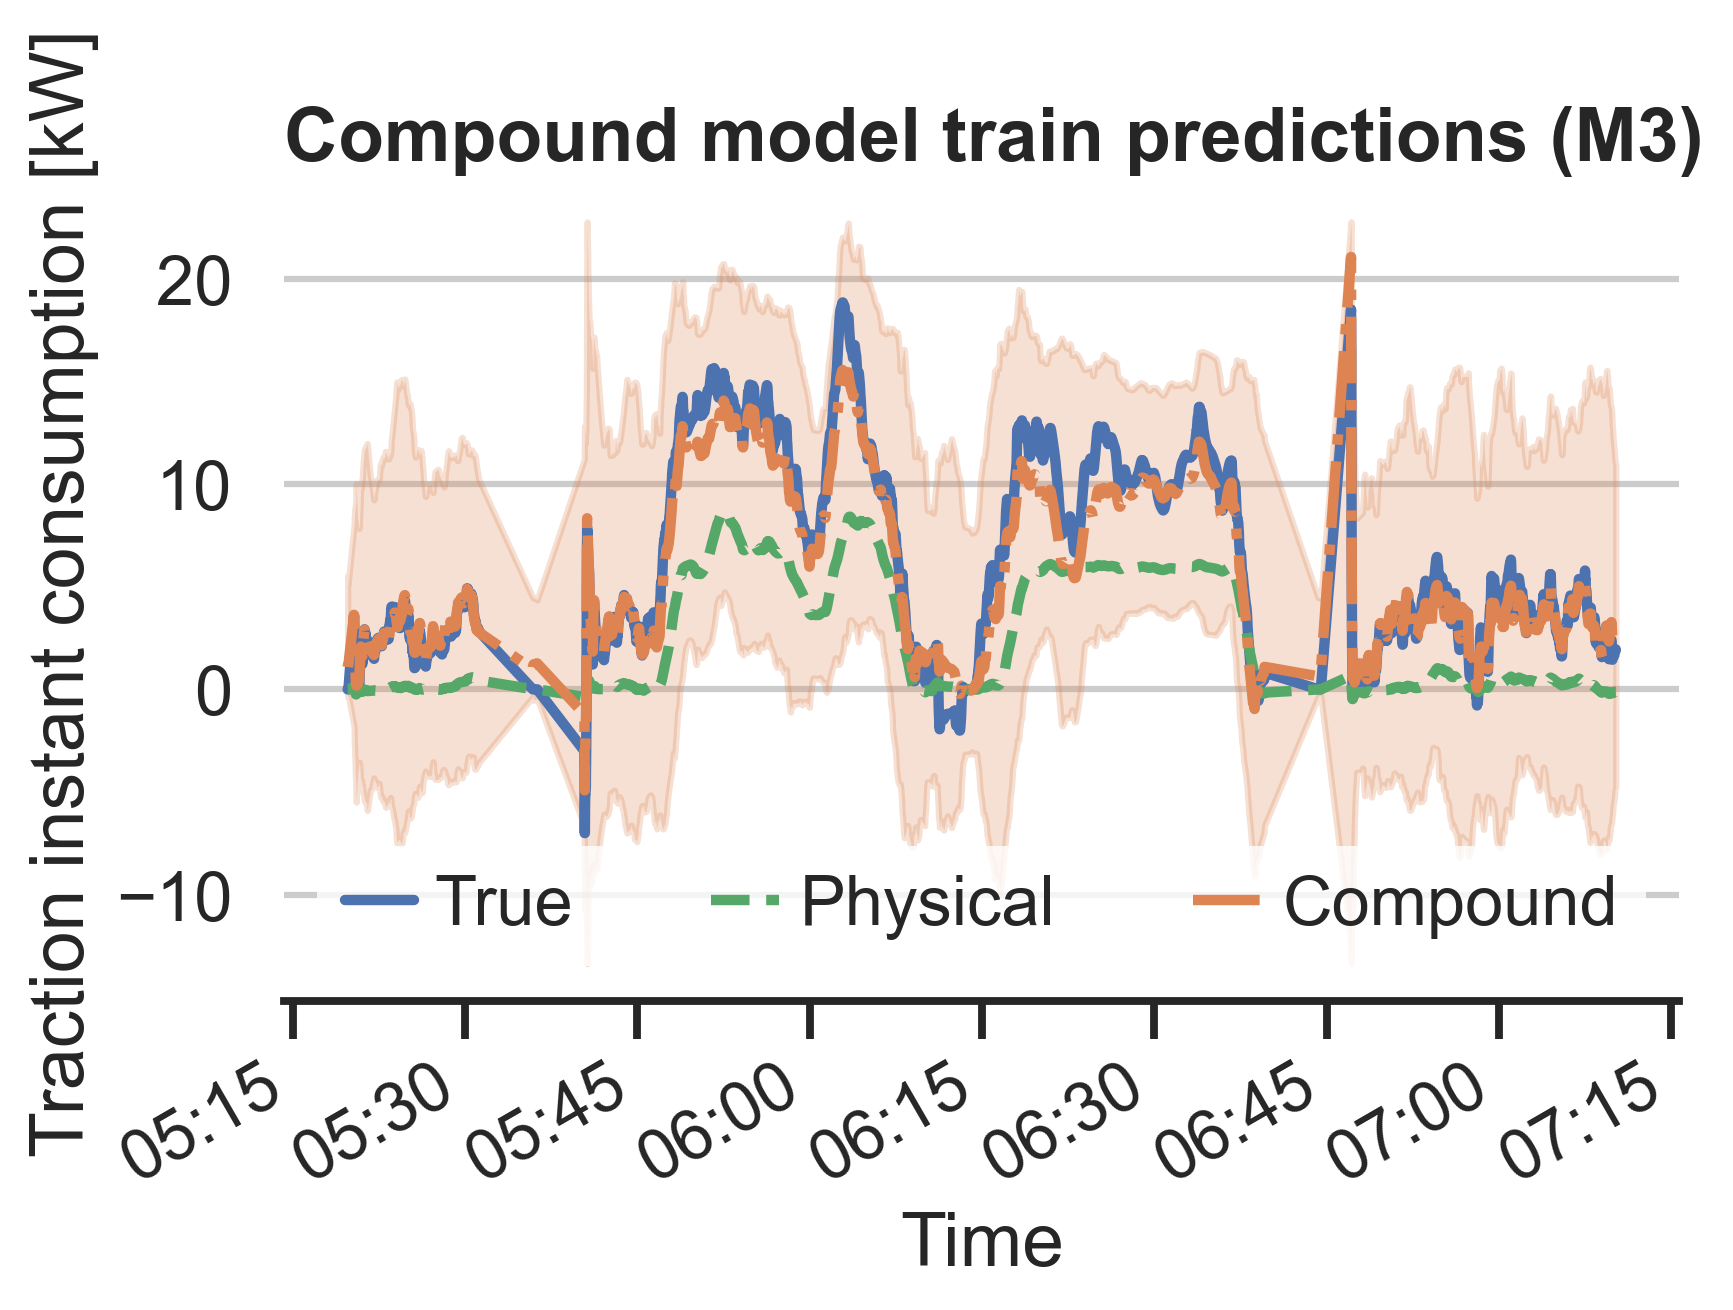 Compound model train predictions (M3)
Traction instant consumption [kW]
20
10
0
−10
True
Physical
Compound
05:15
05:30
05:45
06:00
06:15
06:30
06:45
07:00
07:15
Time